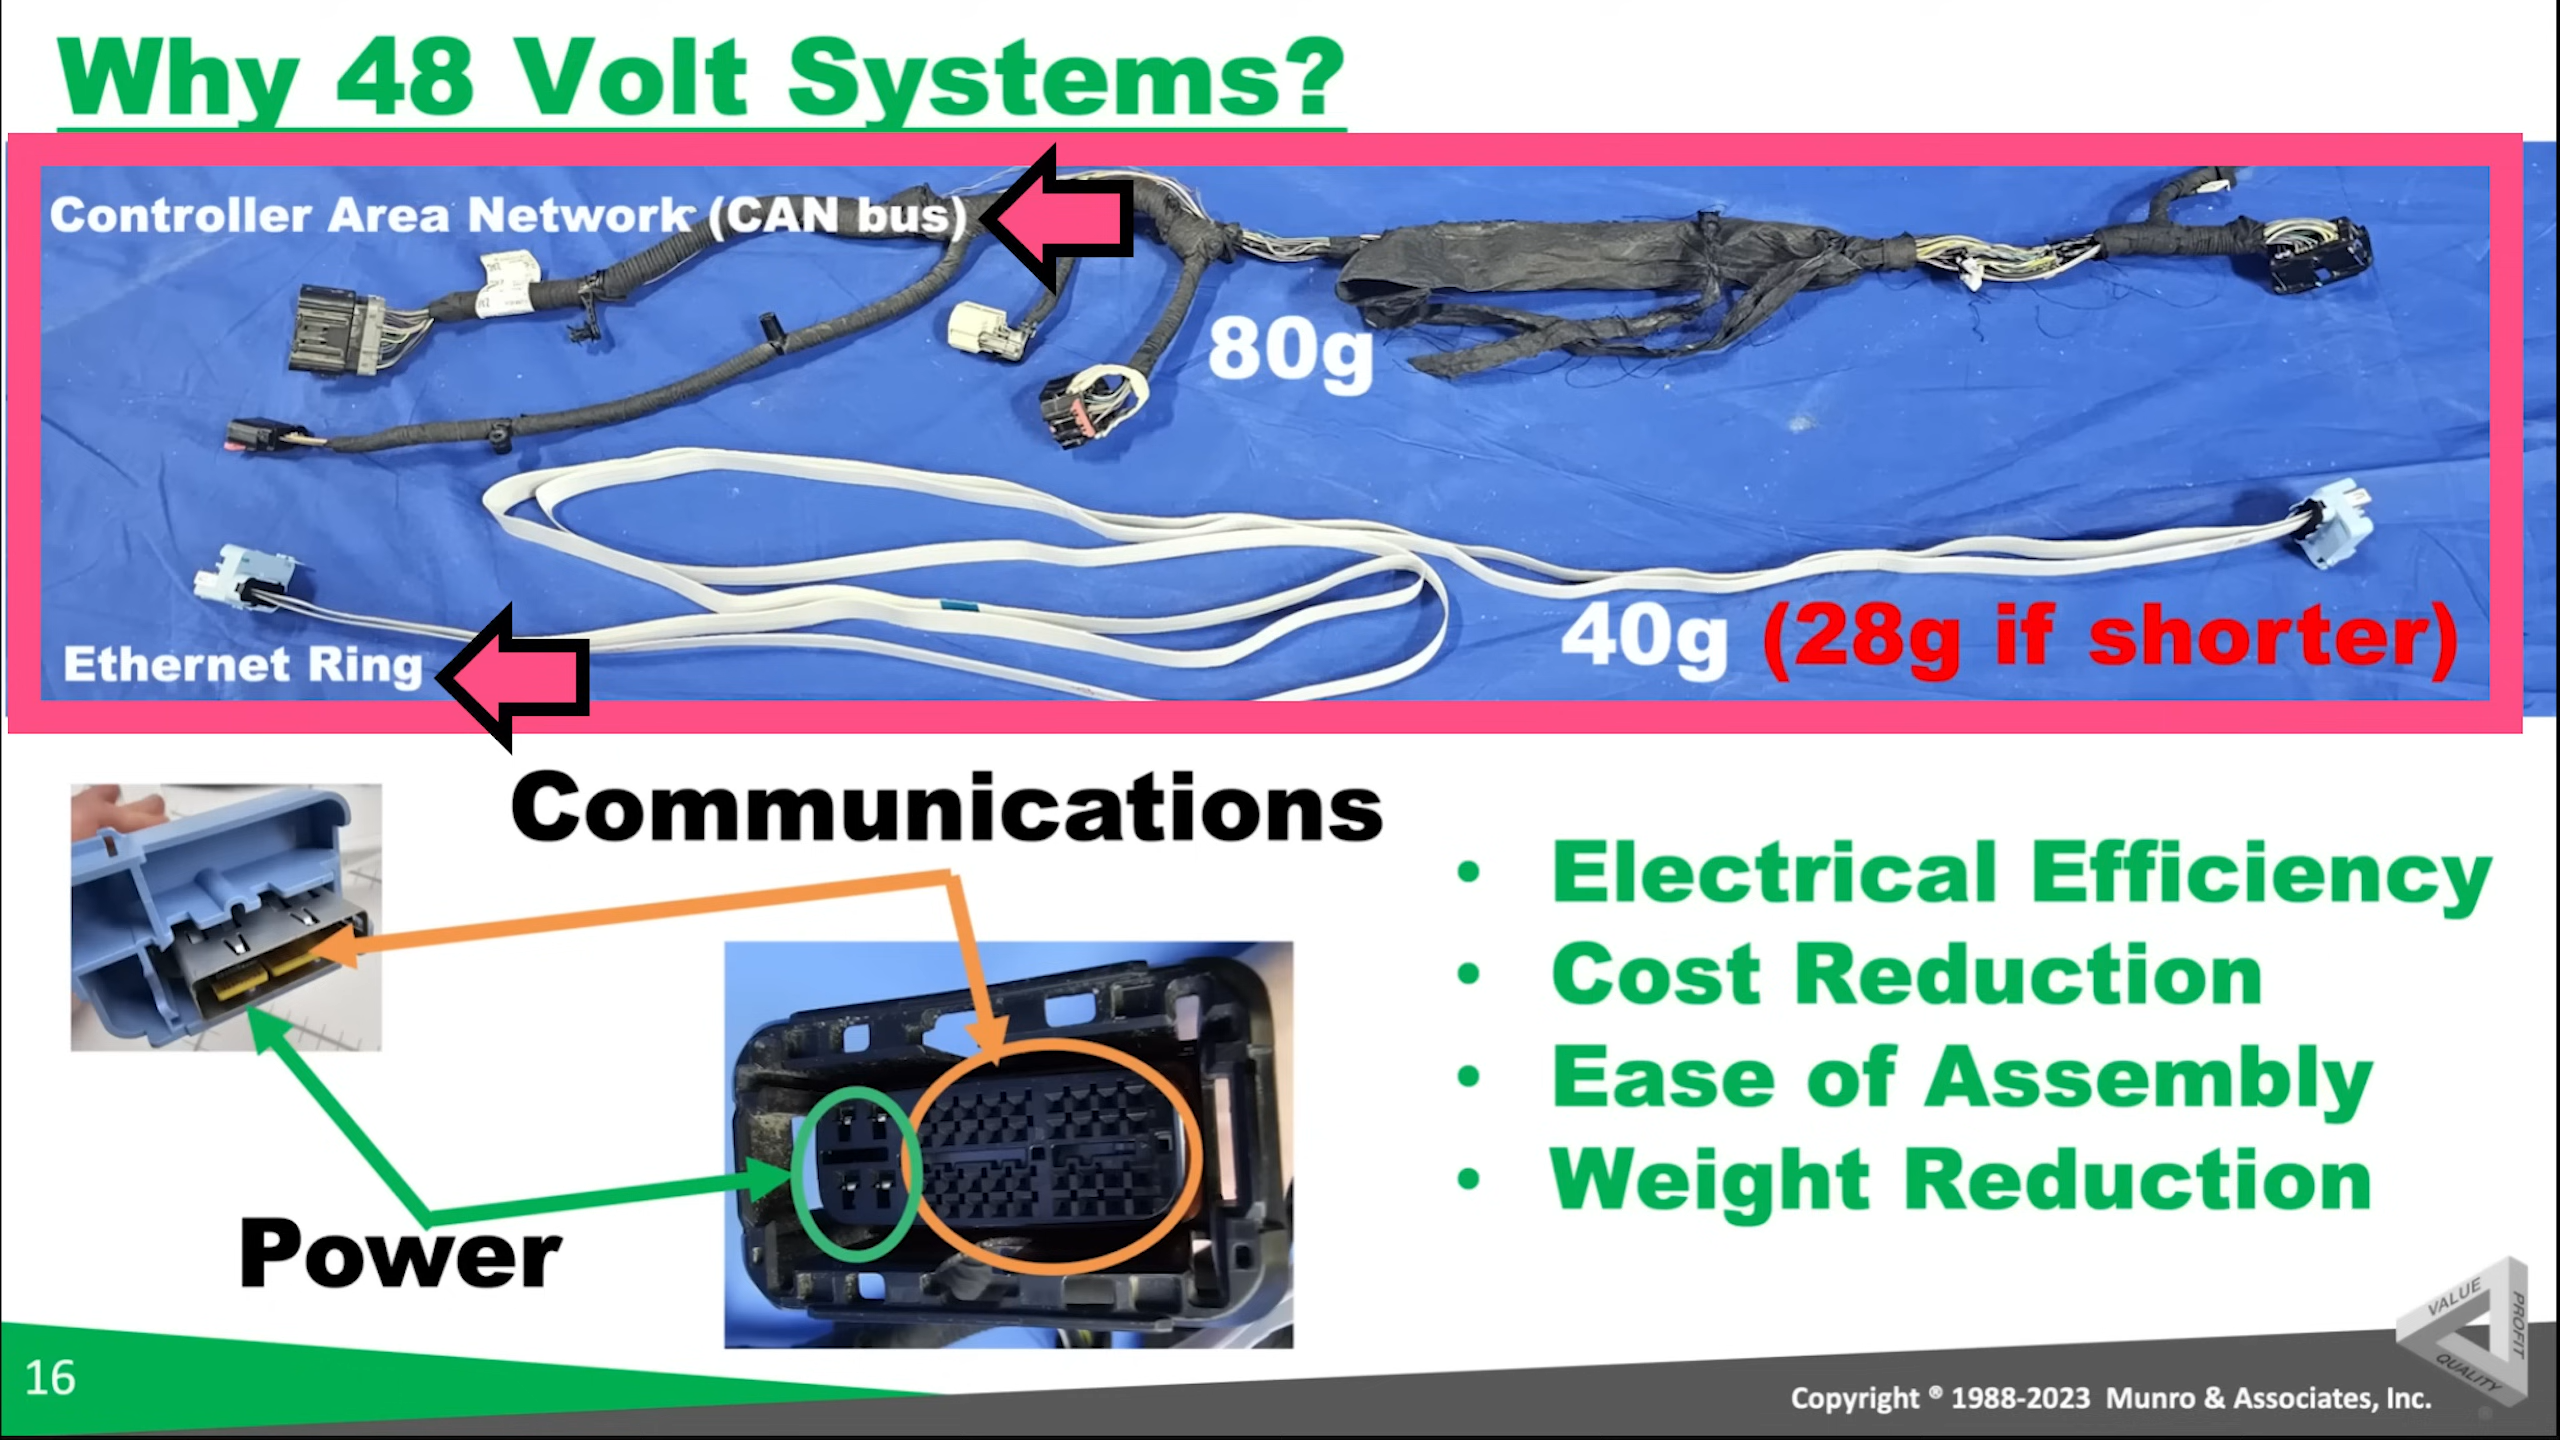 Why 48 Volt Systems?
Controller Area Network (CAN bus)
80g
Ethernet Ring
40g (28g if shorter)
Communications
Power
• Electrical Efficiency
• Cost Reduction
• Ease of Assembly
• Weight Reduction
VALUE
PROFIT
QUALITY
16
Copyright ® 1988-2023 Munro & Associates, Inc.